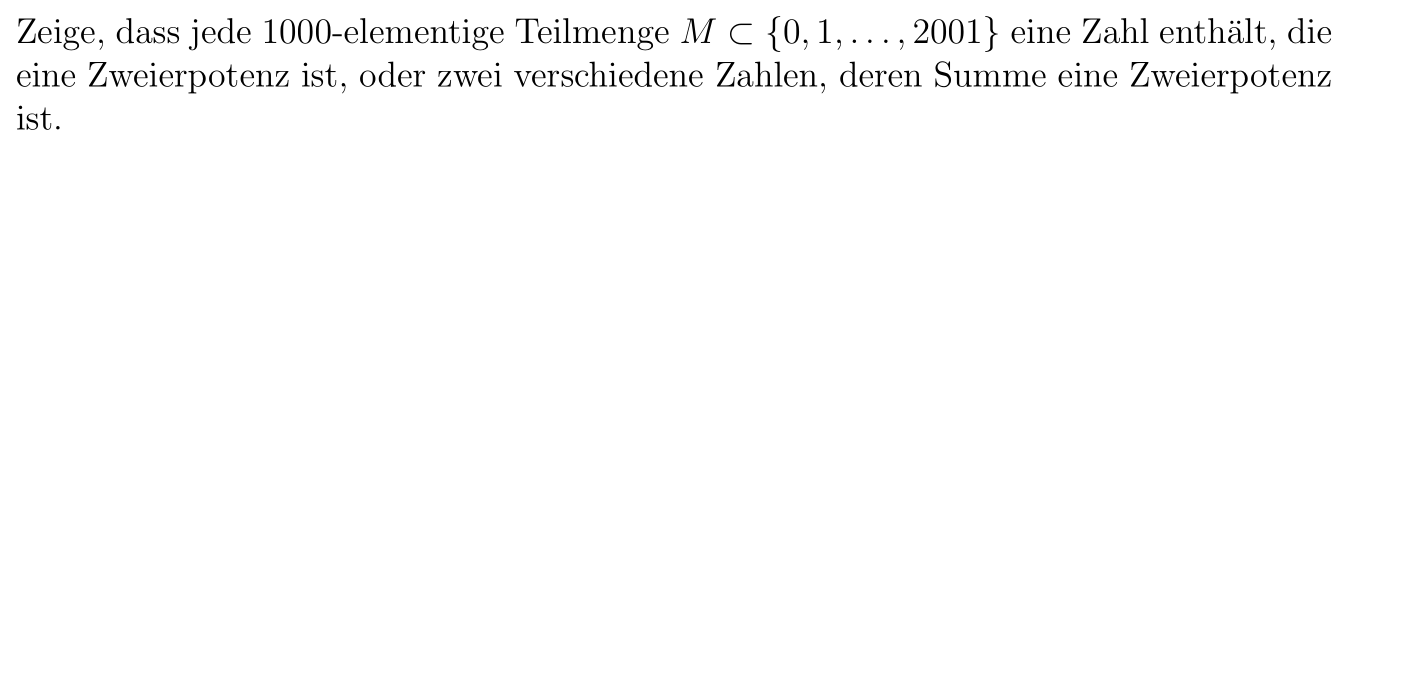 Zeige, dass jede 1000-elementige Teilmenge $M \subset \{0, 1, \ldots, 2001\}$ eine Zahl enthält, die
eine Zweierpotenz ist, oder zwei verschiedene Zahlen, deren Summe eine Zweierpotenz
ist.